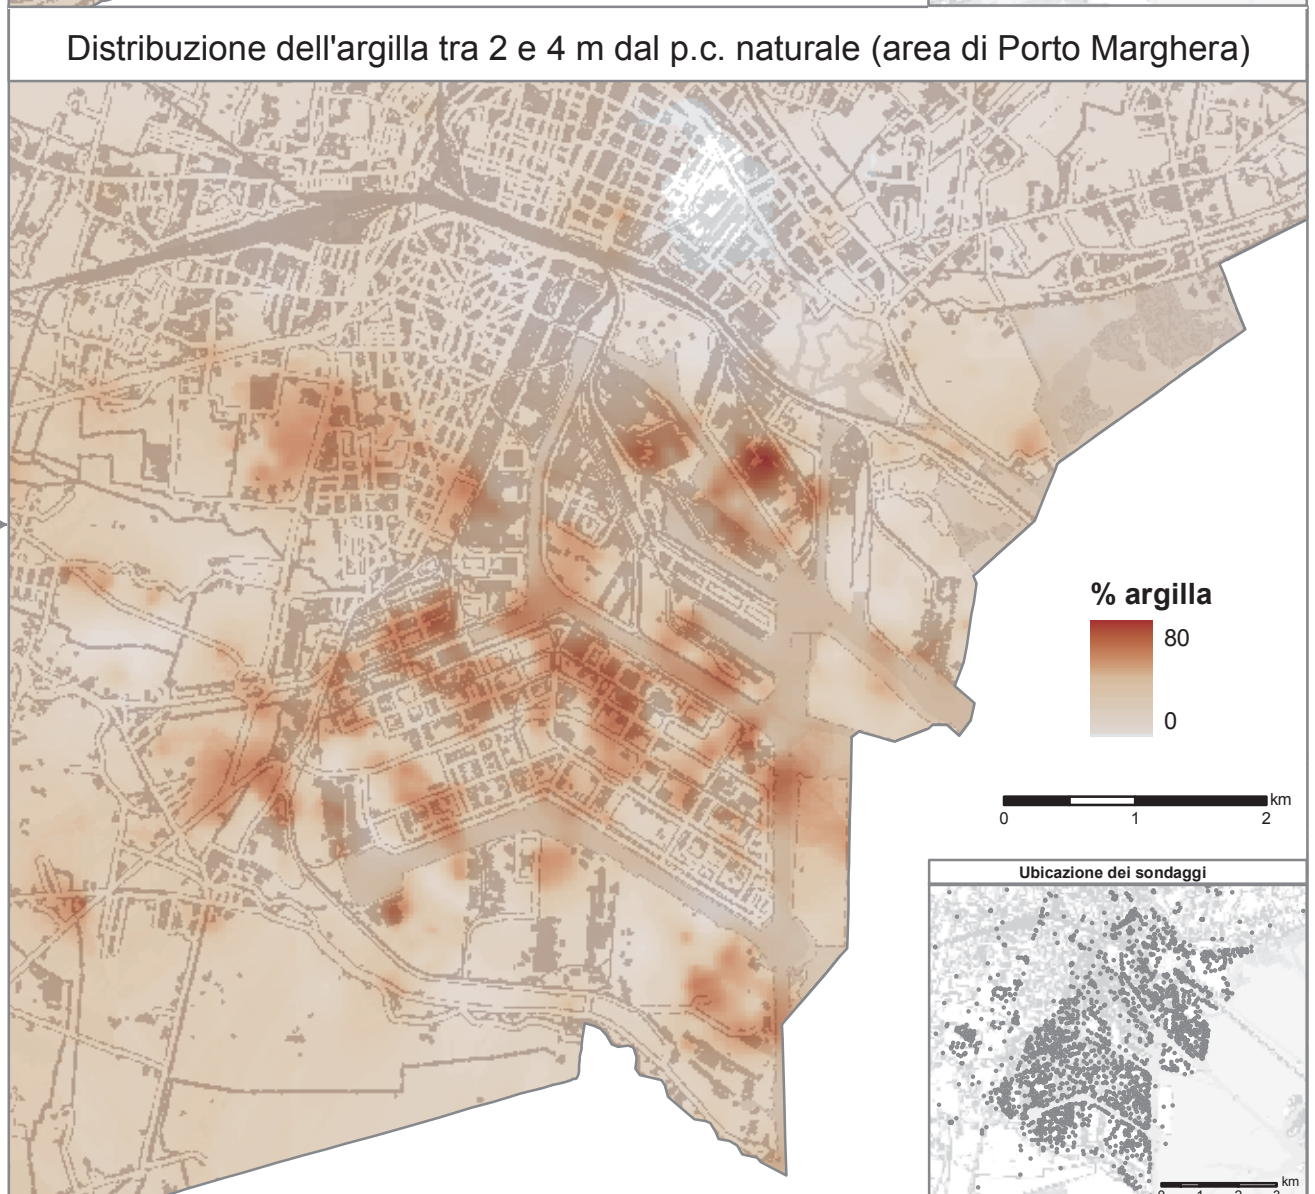 Distribuzione dell'argilla tra 2 e 4 m dal p.c. naturale (area di Porto Marghera)
% argilla
80
0
km
0 1 2
Ubicazione dei sondaggi
km
0 1 2 3